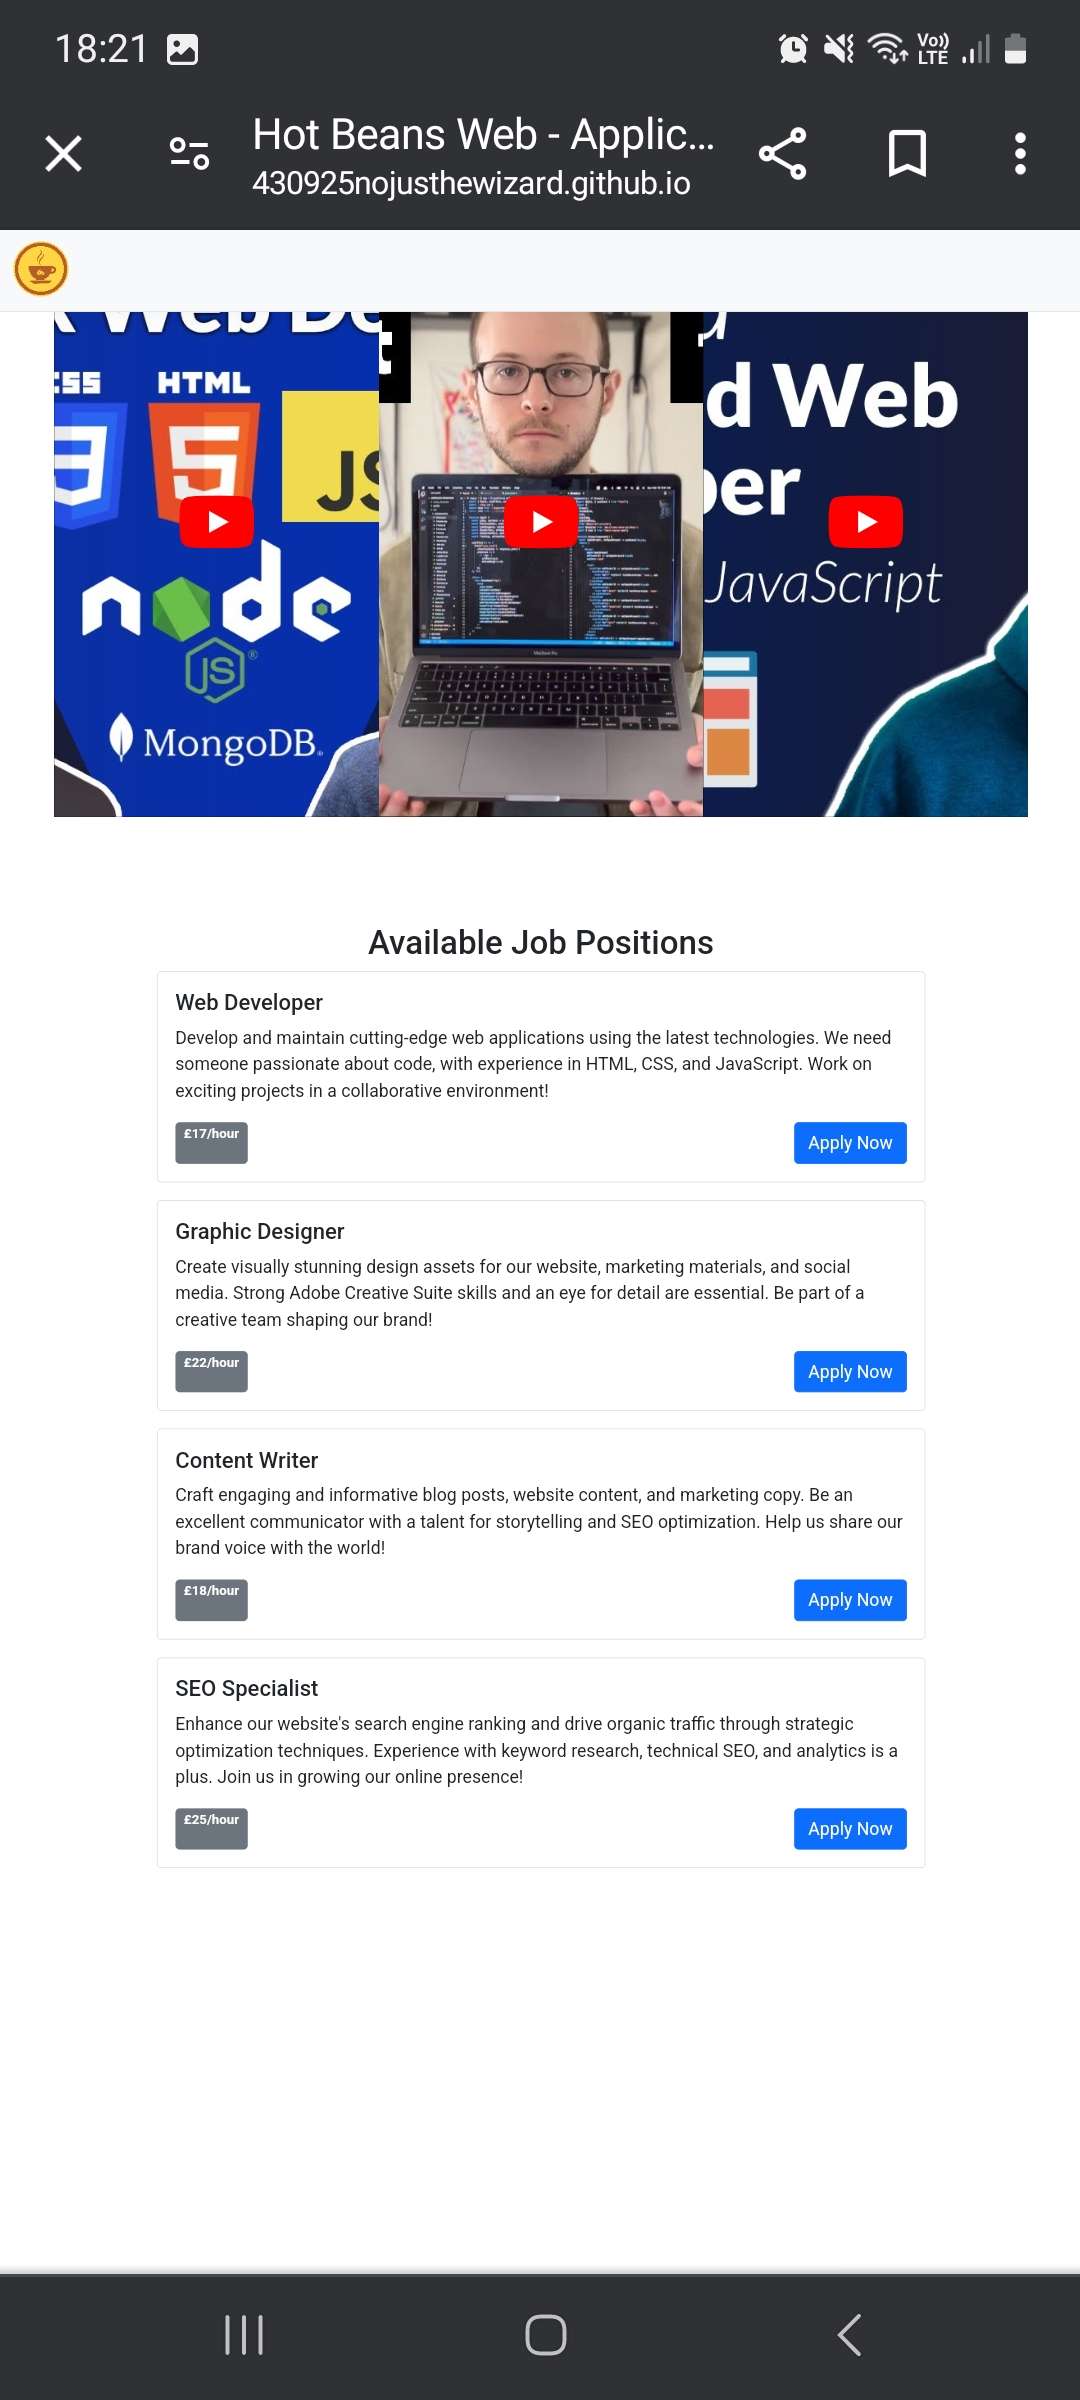 18:21
Vo))
LTE
Hot Beans Web - Applic...
430925nojusthewizard.github.io
HTML
JS
node
JS
®
MongoDB.
d Web
per
JavaScript
Available Job Positions
Web Developer
Develop and maintain cutting-edge web applications using the latest technologies. We need
someone passionate about code, with experience in HTML, CSS, and JavaScript. Work on
exciting projects in a collaborative environment!
£17/hour
Apply Now
Graphic Designer
Create visually stunning design assets for our website, marketing materials, and social
media. Strong Adobe Creative Suite skills and an eye for detail are essential. Be part of a
creative team shaping our brand!
£22/hour
Apply Now
Content Writer
Craft engaging and informative blog posts, website content, and marketing copy. Be an
excellent communicator with a talent for storytelling and SEO optimization. Help us share our
brand voice with the world!
£18/hour
Apply Now
SEO Specialist
Enhance our website's search engine ranking and drive organic traffic through strategic
optimization techniques. Experience with keyword research, technical SEO, and analytics is a
plus. Join us in growing our online presence!
£25/hour
Apply Now